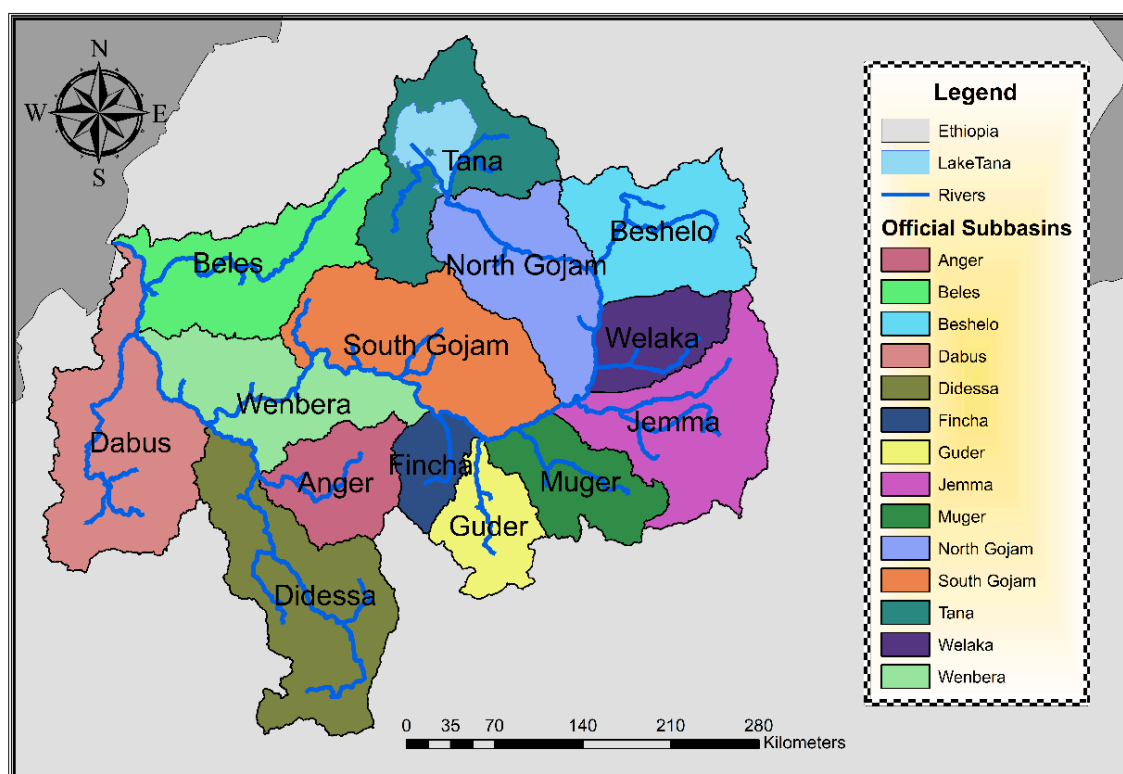 N
W E
S
Tana
Beshelo
Beles
North Gojam
Welaka
South Gojam
Wenbera
Jemma
Dabus
Fincha
Anger
Muger
Guder
Didessa
0 35 70 140 210 280
Kilometers
Legend
Ethiopia
LakeTana
Rivers
Official Subbasins
Anger
Beles
Beshelo
Dabus
Didessa
Fincha
Guder
Jemma
Muger
North Gojam
South Gojam
Tana
Welaka
Wenbera